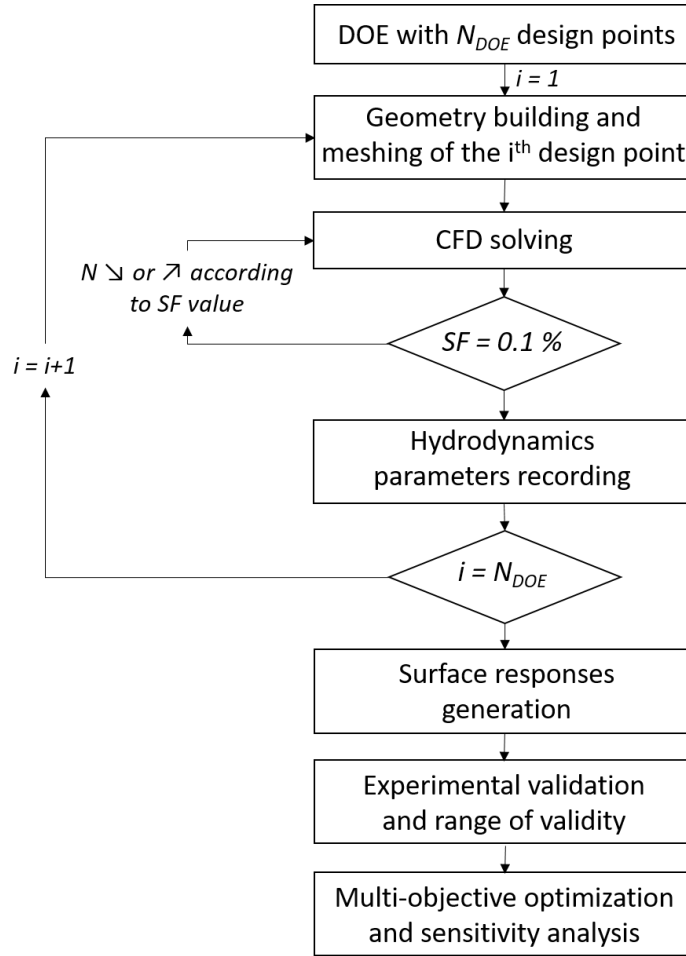 DOE with N_DOE design points
i = 1
Geometry building and
meshing of the iᵗʰ design point
CFD solving
N ↘ or ↗ according
to SF value
SF = 0.1 %
i = i+1
Hydrodynamics
parameters recording
i = N_DOE
Surface responses
generation
Experimental validation
and range of validity
Multi-objective optimization
and sensitivity analysis